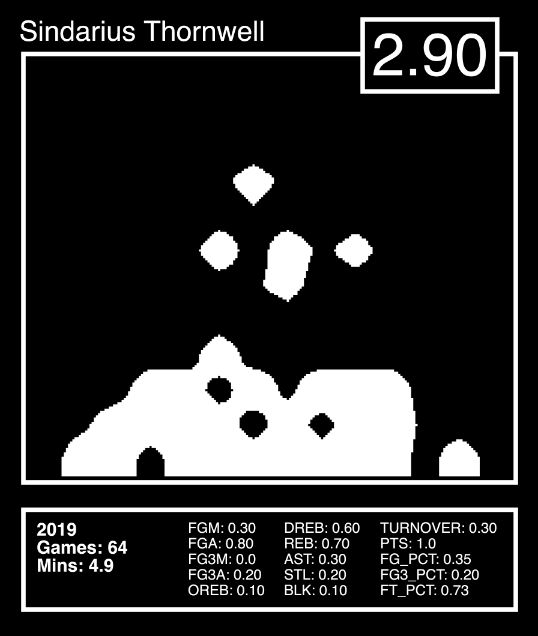 Sindarius Thornwell
2.90
2019
Games: 64
Mins: 4.9
FGM: 0.30
FGA: 0.80
FG3M: 0.0
FG3A: 0.20
OREB: 0.10
DREB: 0.60
REB: 0.70
AST: 0.30
STL: 0.20
BLK: 0.10
TURNOVER: 0.30
PTS: 1.0
FG_PCT: 0.35
FG3_PCT: 0.20
FT_PCT: 0.73